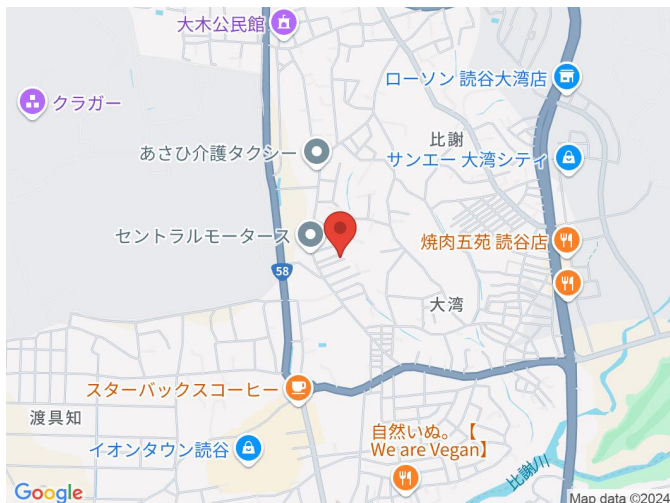 大木公民館
クラガー
ローソン 読谷大湾店
比謝
あさひ介護タクシー
サンエー 大湾シティ
セントラルモータース
焼肉五苑 読谷店
58
大湾
スターバックスコーヒー
渡具知
イオンタウン読谷
自然いぬ。【
We are Vegan】
比謝川
Google
Map data ©2024